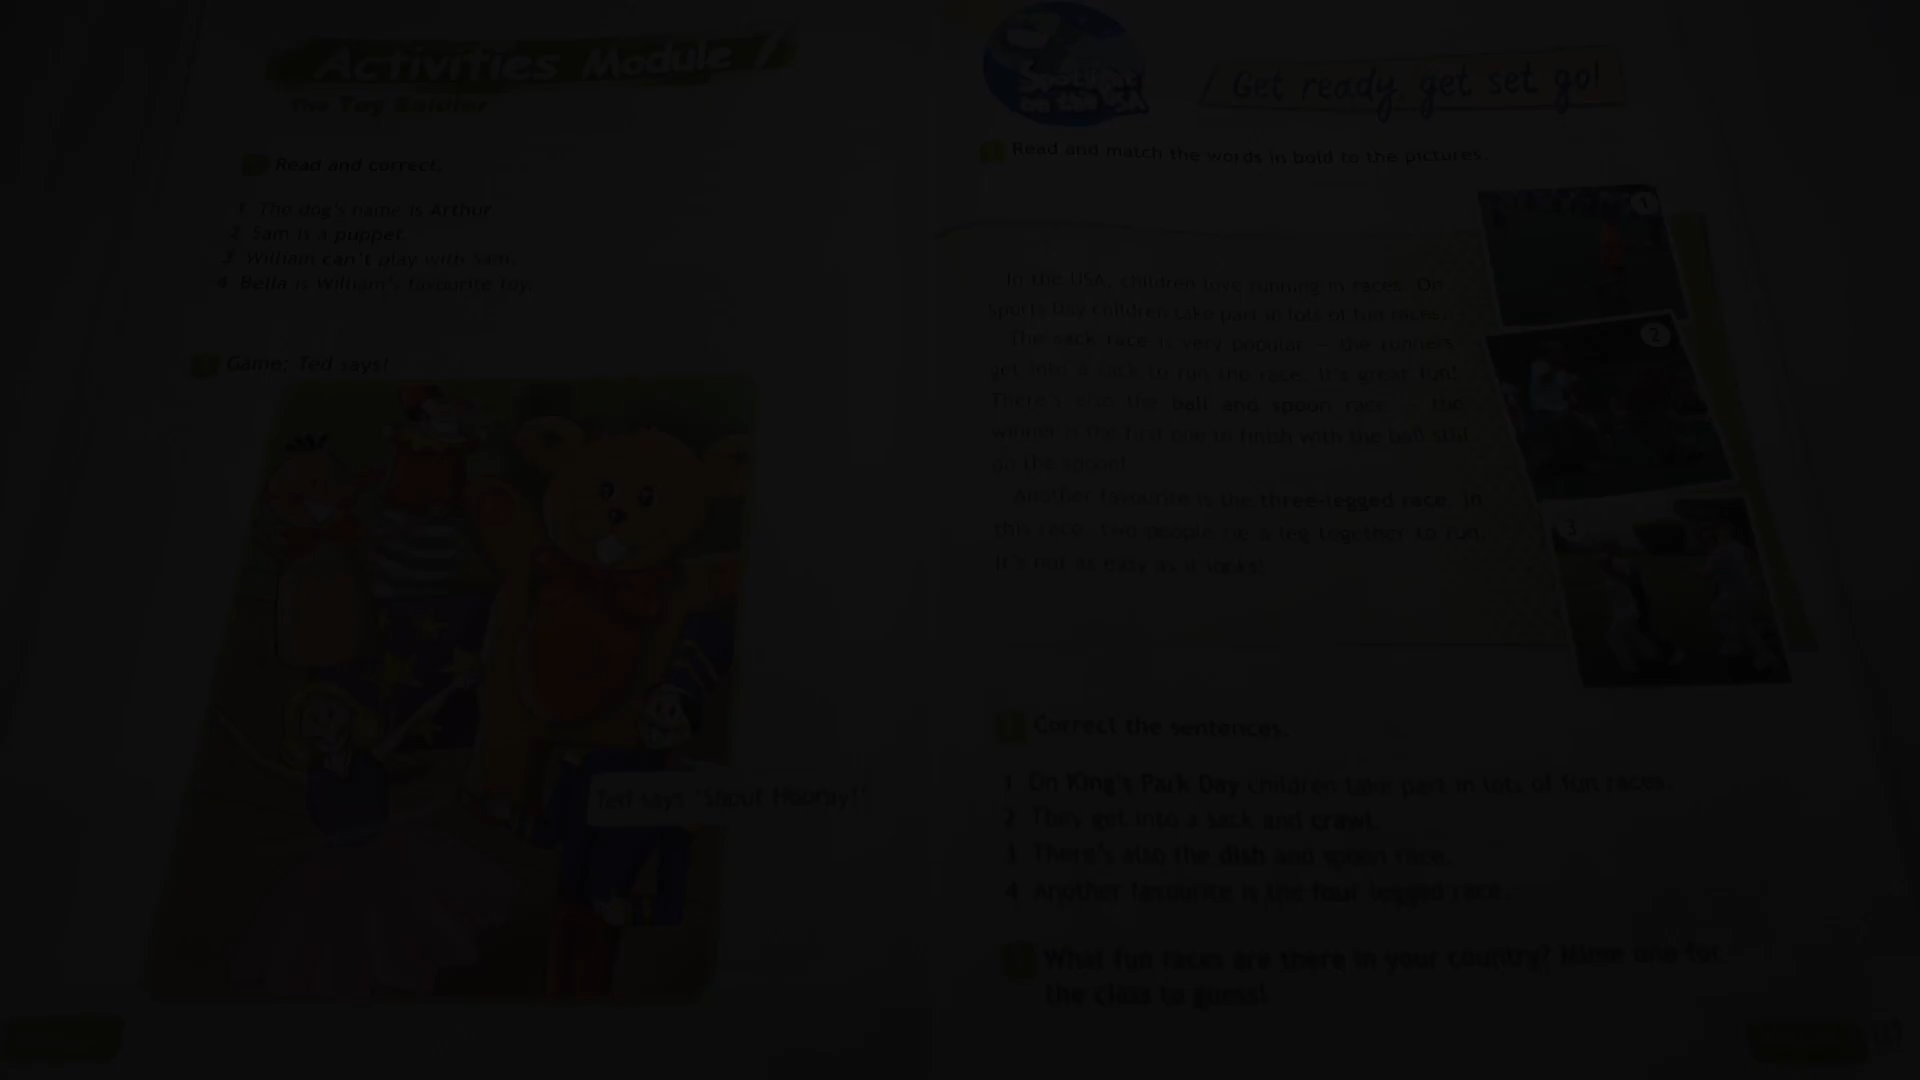 Activities Module 7
The Toy Soldier
Read and correct.
1 The dog's name is Arthur.
2 Sam is a puppet.
3 William can't play with Sam.
4 Bella is William's favourite toy.
Game: Ted says!
Ted says: "Shout Hooray!"
Spotlight on the USA
Get ready, get set, go!
Read and match the words in bold to the pictures.
In the USA, children love running in races. On
Sports Day children take part in lots of fun races.
The sack race is very popular – the runners
get into a sack to run the race. It's great fun!
There's also the ball and spoon race – the
winner is the first one to finish with the ball still
on the spoon!
Another favourite is the three-legged race. In
this race, two people tie a leg together to run.
It's not as easy as it looks!
1
2
3
Correct the sentences.
1 On King's Park Day children take part in lots of fun races.
2 They get into a sack and crawl.
3 There's also the dish and spoon race.
4 Another favourite is the four legged race.
What fun races are there in your country? Mime one for
the class to guess!